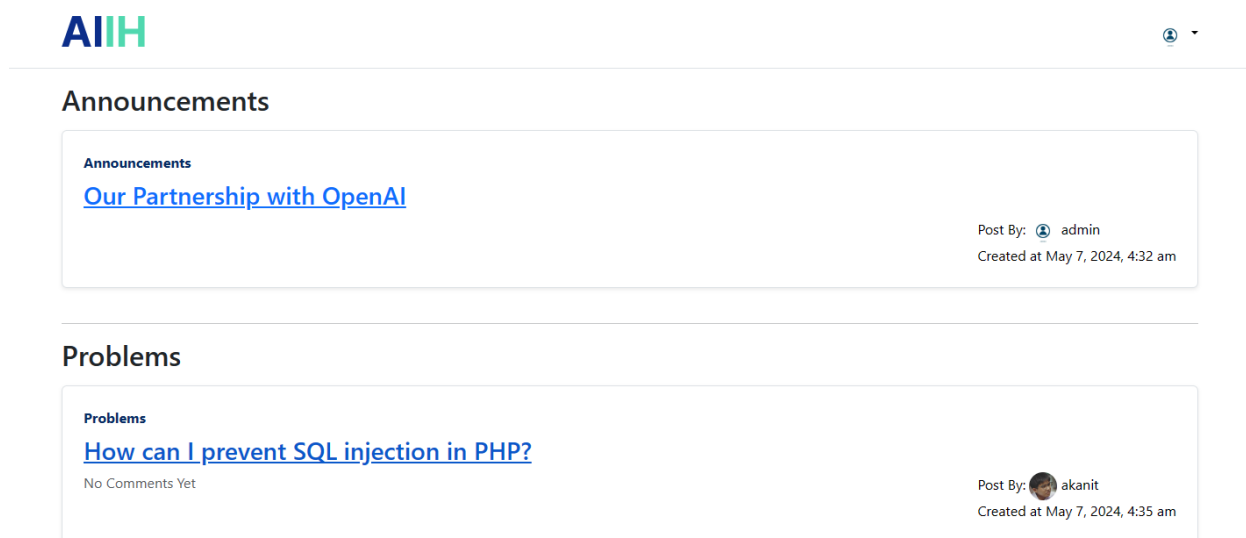 AIIH
Announcements
Announcements
Our Partnership with OpenAI
Post By: admin
Created at May 7, 2024, 4:32 am
Problems
Problems
How can I prevent SQL injection in PHP?
No Comments Yet
Post By: akanit
Created at May 7, 2024, 4:35 am